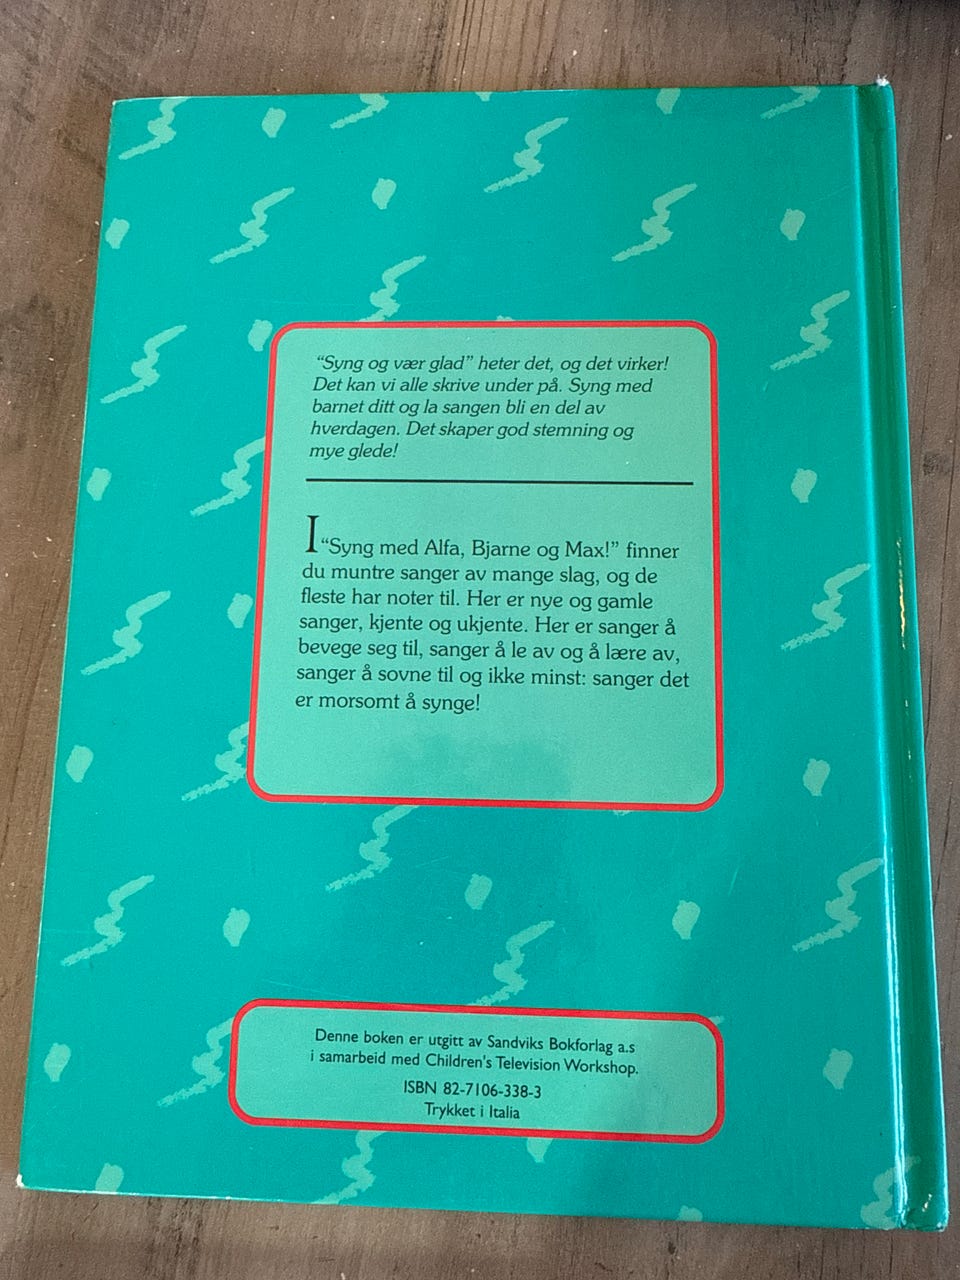 “Syng og vær glad” heter det, og det virker!
Det kan vi alle skrive under på. Syng med
barnet ditt og la sangen bli en del av
hverdagen. Det skaper god stemning og
mye glede!
I “Syng med Alfa, Bjarne og Max!” finner
du muntre sanger av mange slag, og de
fleste har noter til. Her er nye og gamle
sanger, kjente og ukjente. Her er sanger å
bevege seg til, sanger å le av og å lære av,
sanger å sovne til og ikke minst: sanger det
er morsomt å synge!
Denne boken er utgitt av Sandviks Bokforlag a.s
i samarbeid med Children's Television Workshop.
ISBN 82-7106-338-3
Trykket i Italia